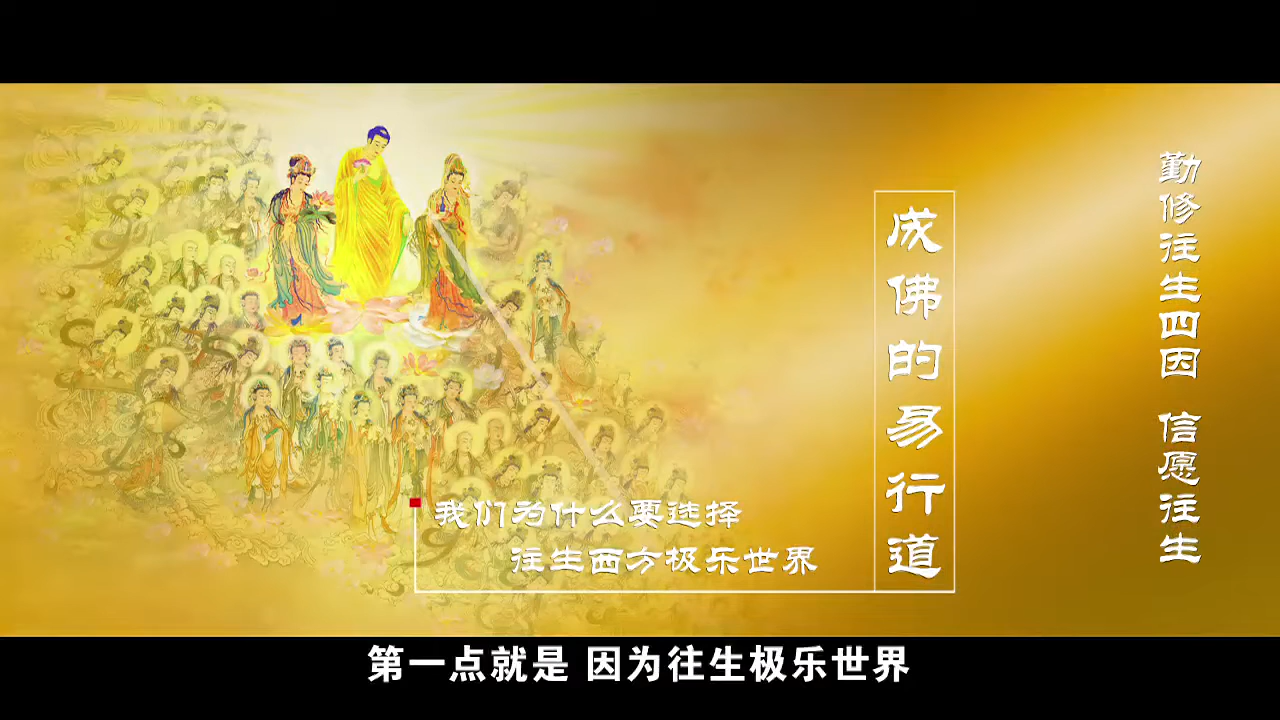 勤修往生四因 信愿往生
成佛的易行道
我们为什么要选择
往生西方极乐世界
第一点就是 因为往生极乐世界